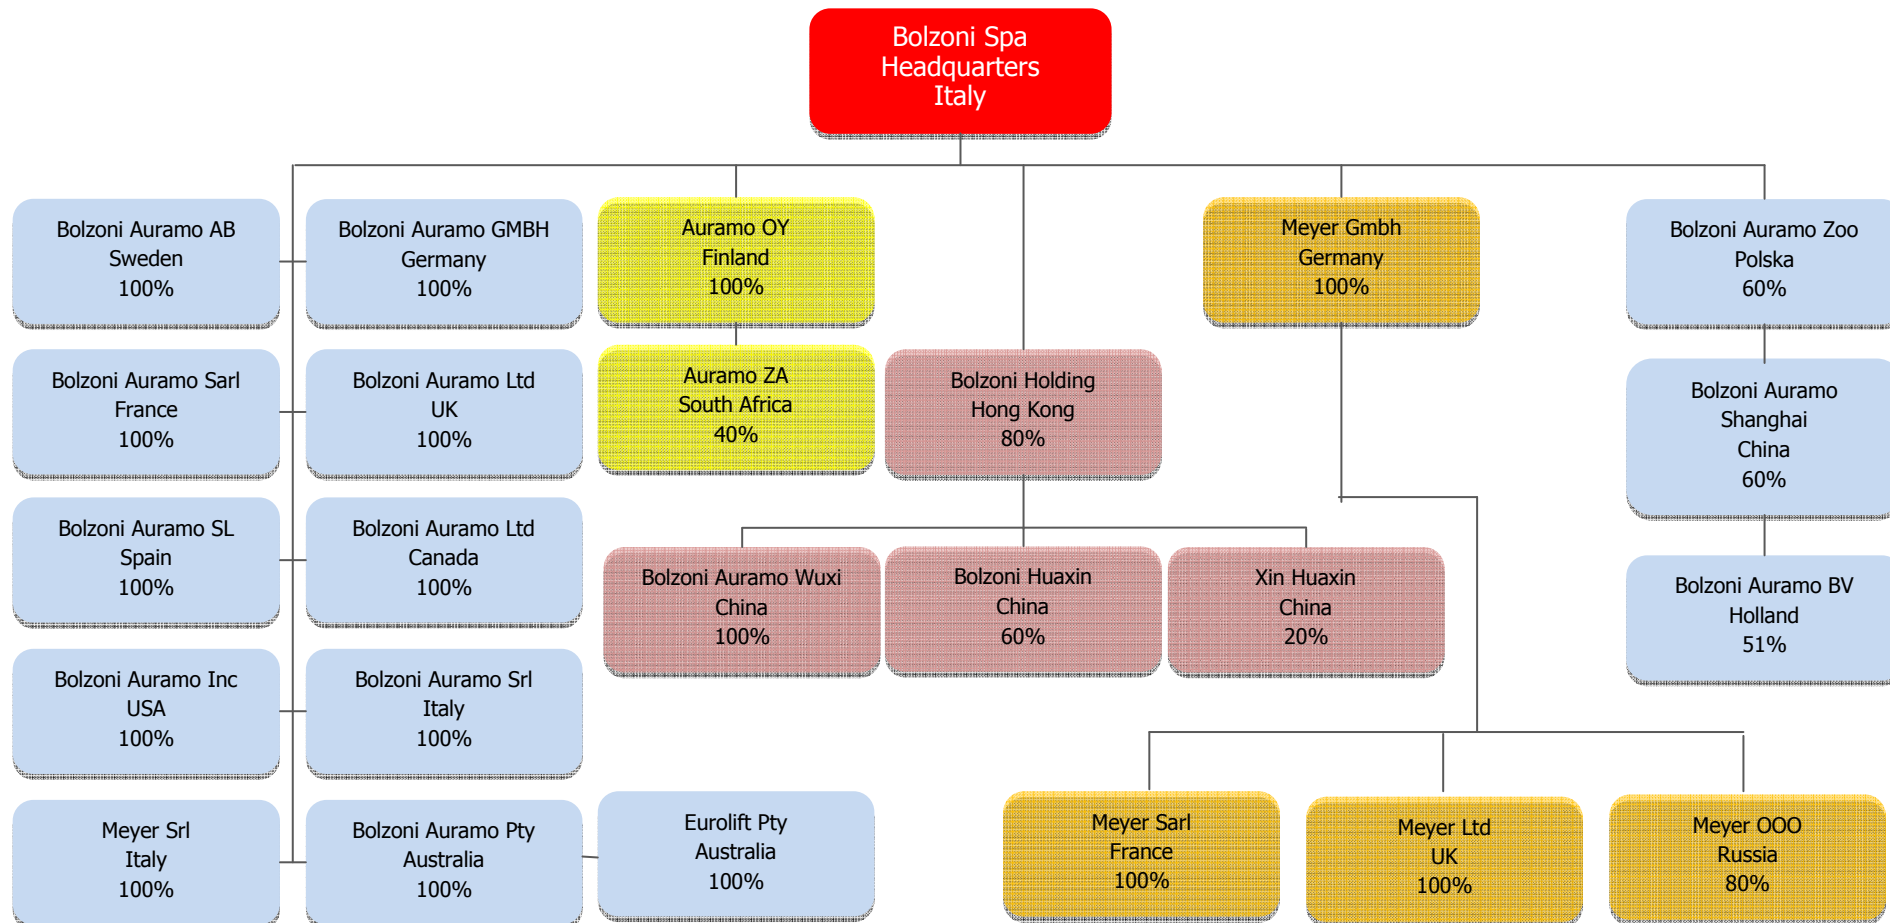 Bolzoni Spa
Headquarters
Italy
Bolzoni Auramo AB
Sweden
100%
Bolzoni Auramo GMBH
Germany
100%
Auramo OY
Finland
100%
Meyer Gmbh
Germany
100%
Bolzoni Auramo Zoo
Polska
60%
Bolzoni Auramo Sarl
France
100%
Bolzoni Auramo Ltd
UK
100%
Auramo ZA
South Africa
40%
Bolzoni Holding
Hong Kong
80%
Bolzoni Auramo
Shanghai
China
60%
Bolzoni Auramo SL
Spain
100%
Bolzoni Auramo Ltd
Canada
100%
Bolzoni Auramo Wuxi
China
100%
Bolzoni Huaxin
China
60%
Xin Huaxin
China
20%
Bolzoni Auramo BV
Holland
51%
Bolzoni Auramo Inc
USA
100%
Bolzoni Auramo Srl
Italy
100%
Meyer Srl
Italy
100%
Bolzoni Auramo Pty
Australia
100%
Eurolift Pty
Australia
100%
Meyer Sarl
France
100%
Meyer Ltd
UK
100%
Meyer OOO
Russia
80%